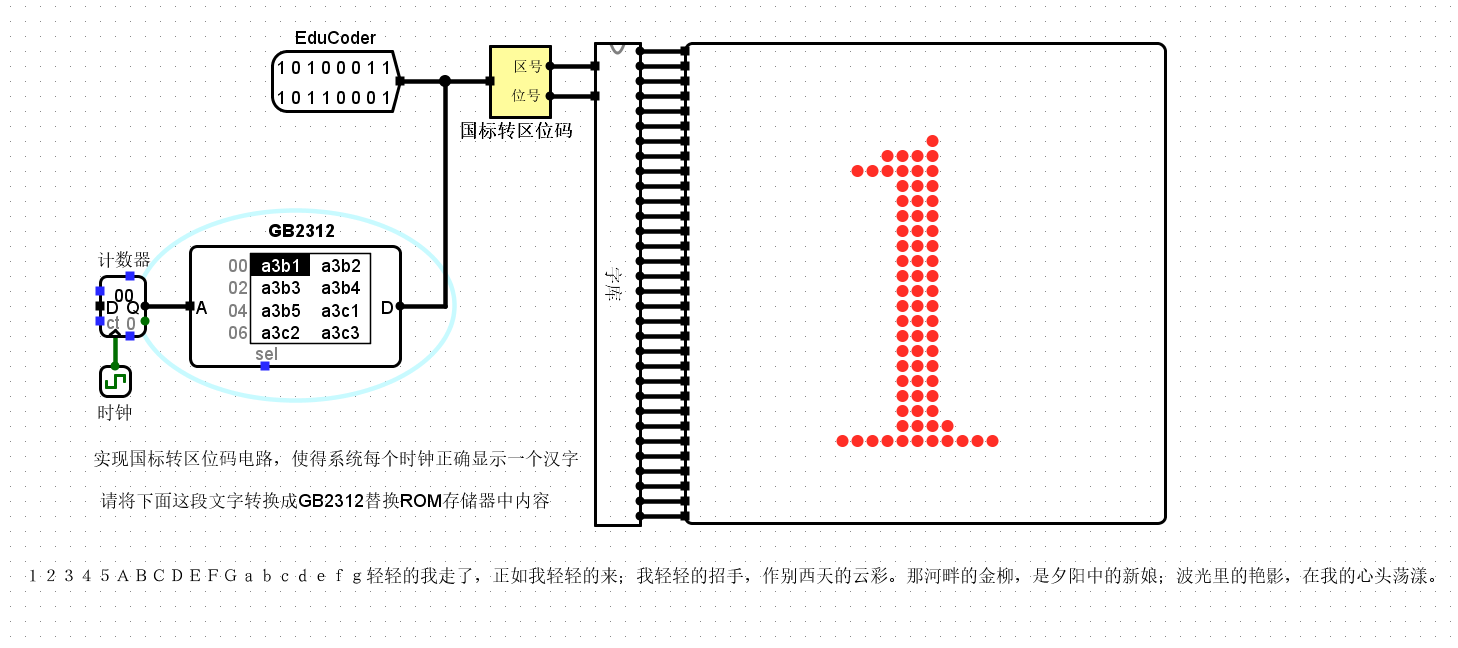 EduCoder
10100011
10110001
区号
位号
国标转区位码
字库
GB2312
计数器
00
D Q
ct 0
A
00 a3b1 a3b2
02 a3b3 a3b4
04 a3b5 a3c1
06 a3c2 a3c3
D
sel
时钟
实现国标转区位码电路，使得系统每个时钟正确显示一个汉字
请将下面这段文字转换成GB2312替换ROM存储器中内容
１２３４５ＡＢＣＤＥＦＧａｂｃｄｅｆｇ轻轻的我走了，正如我轻轻的来；我轻轻的招手，作别西天的云彩。那河畔的金柳，是夕阳中的新娘；波光里的艳影，在我的心头荡漾。